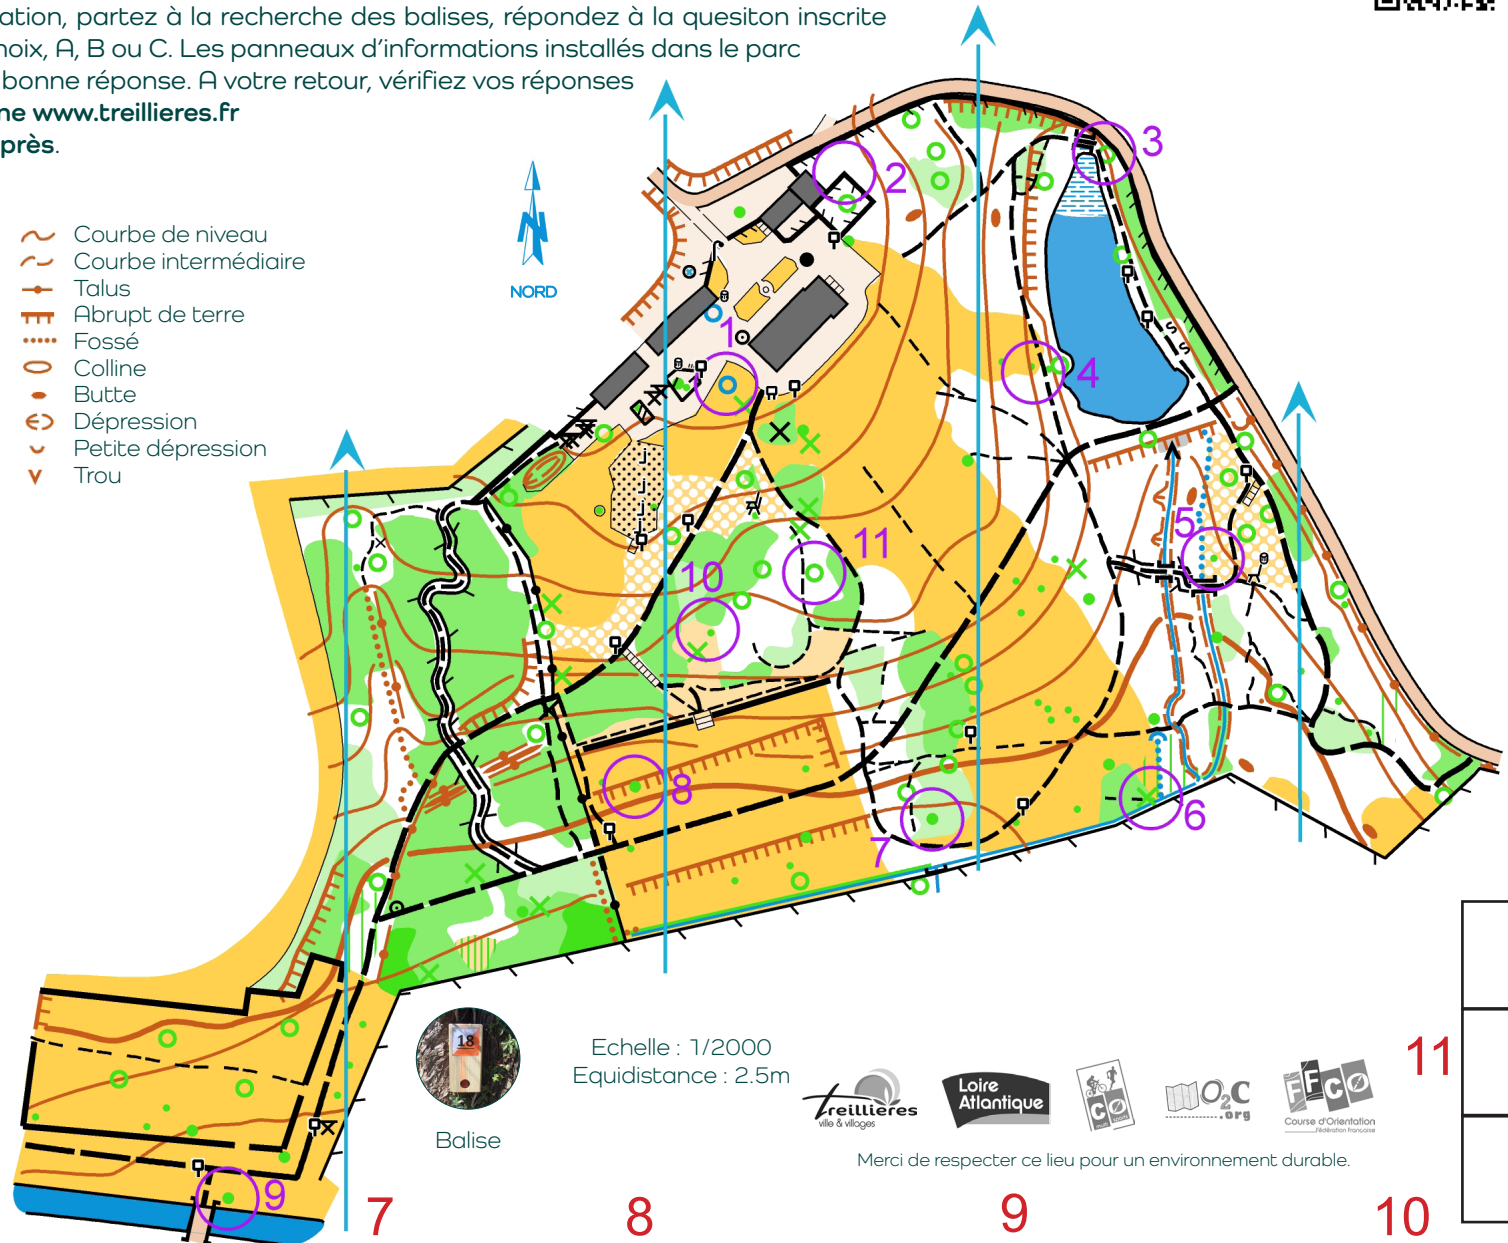 ation, partez à la recherche des balises, répondez à la quesiton inscrite
hoix, A, B ou C. Les panneaux d'informations installés dans le parc
bonne réponse. A votre retour, vérifiez vos réponses
ne www.treillieres.fr
près.
NORD
N
Courbe de niveau
Courbe intermédiaire
Talus
Abrupt de terre
Fossé
Colline
Butte
Dépression
Petite dépression
Trou
1
2
3
4
5
6
7
8
9
10
11
18
Balise
Echelle : 1/2000
Equidistance : 2.5m
Treillières
ville & villages
Loire
Atlantique
CO
O2C
.org
FFCO
Course d'Orientation
Fédération Française
Merci de respecter ce lieu pour un environnement durable.
11
7
8
9
10